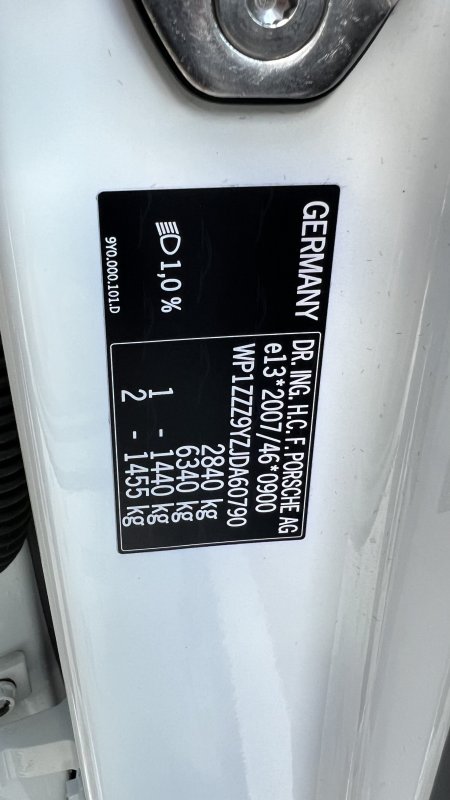 GERMANY
DR. ING. H.C. F. PORSCHE AG
e13*2007/46*0900
WP1ZZZ9YZJDA60790
2840 kg
6340 kg
1 - 1440 kg
2 - 1455 kg
1,0 %
9Y0.000.101.D